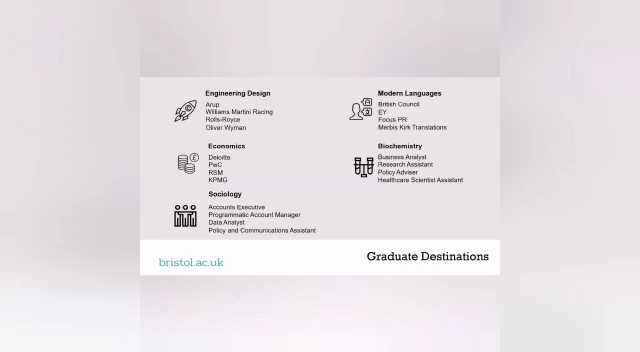 Engineering Design
Arup
Williams Martini Racing
Rolls-Royce
Oliver Wyman
Modern Languages
British Council
EY
Focus PR
Merbis Kirk Translations
Economics
Deloitte
PwC
RSM
KPMG
Biochemistry
Business Analyst
Research Assistant
Policy Adviser
Healthcare Scientist Assistant
Sociology
Accounts Executive
Programmatic Account Manager
Data Analyst
Policy and Communications Assistant
bristol.ac.uk
Graduate Destinations